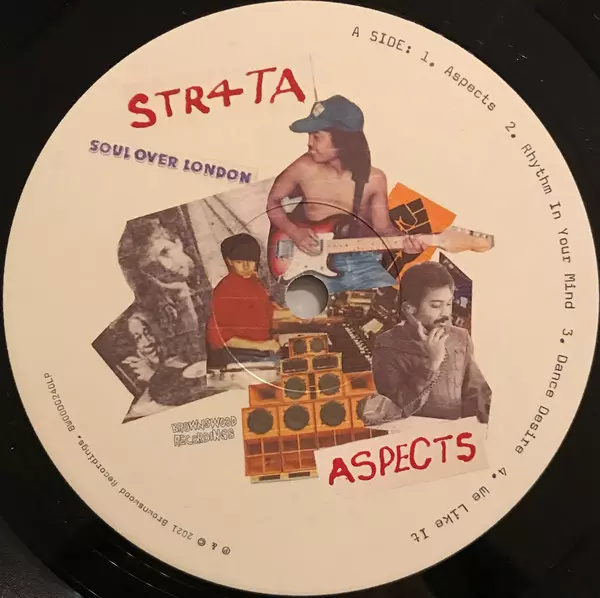 STR4TA
SOUL OVER LONDON
A SIDE: 1. Aspects 2. Rhythm In Your Mind 3. Dance Desire 4. We Like It
BROWNSWOOD
RECORDINGS
ASPECTS
℗ & © 2021 Brownswood Recordings. BWOOD0240LP